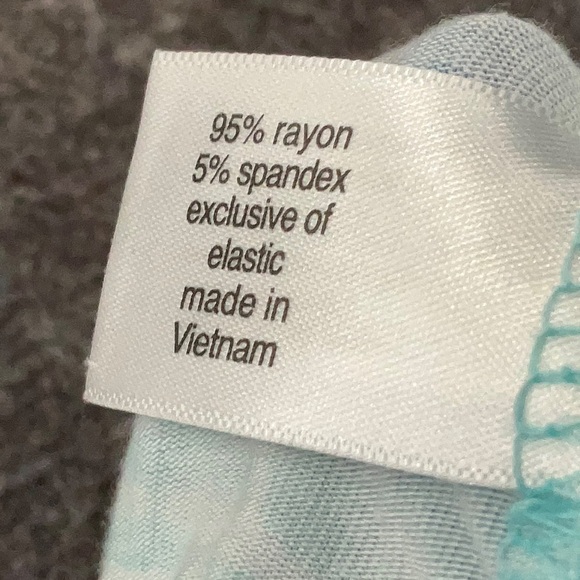 95% rayon
5% spandex
exclusive of
elastic
made in
Vietnam